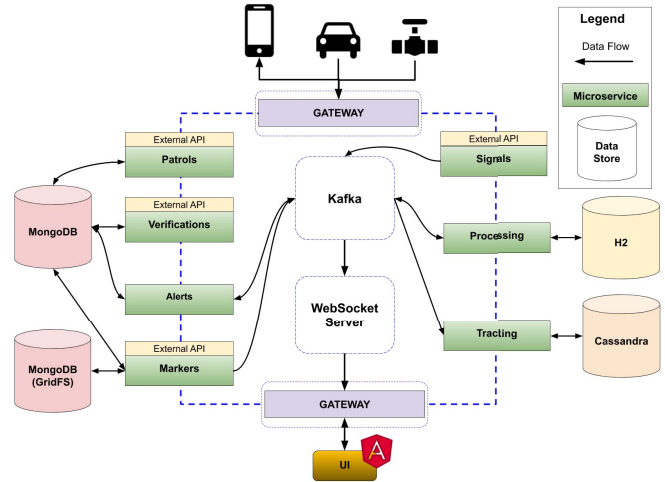 Legend
Data Flow
Microservice
Data
Store
GATEWAY
External API
Patrols
External API
Signals
Kafka
MongoDB
External API
Verifications
Processing
H2
Alerts
WebSocket
Server
Tracling
Cassandra
External API
Markers
MongoDB
(GridFS)
GATEWAY
UI
A